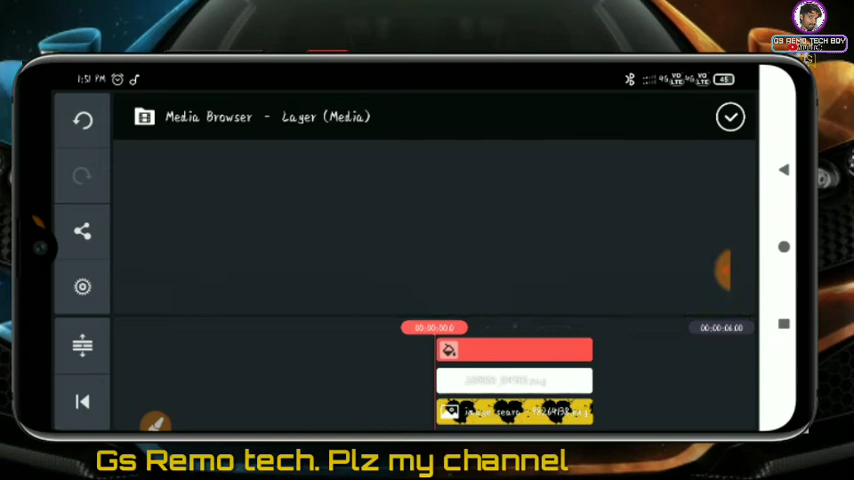 GS REMO TECH BOY
1:51 PM
45
Media Browser - Layer (Media)
00:00:00.0
00:00:06.00
Gs Remo tech. Plz my channel